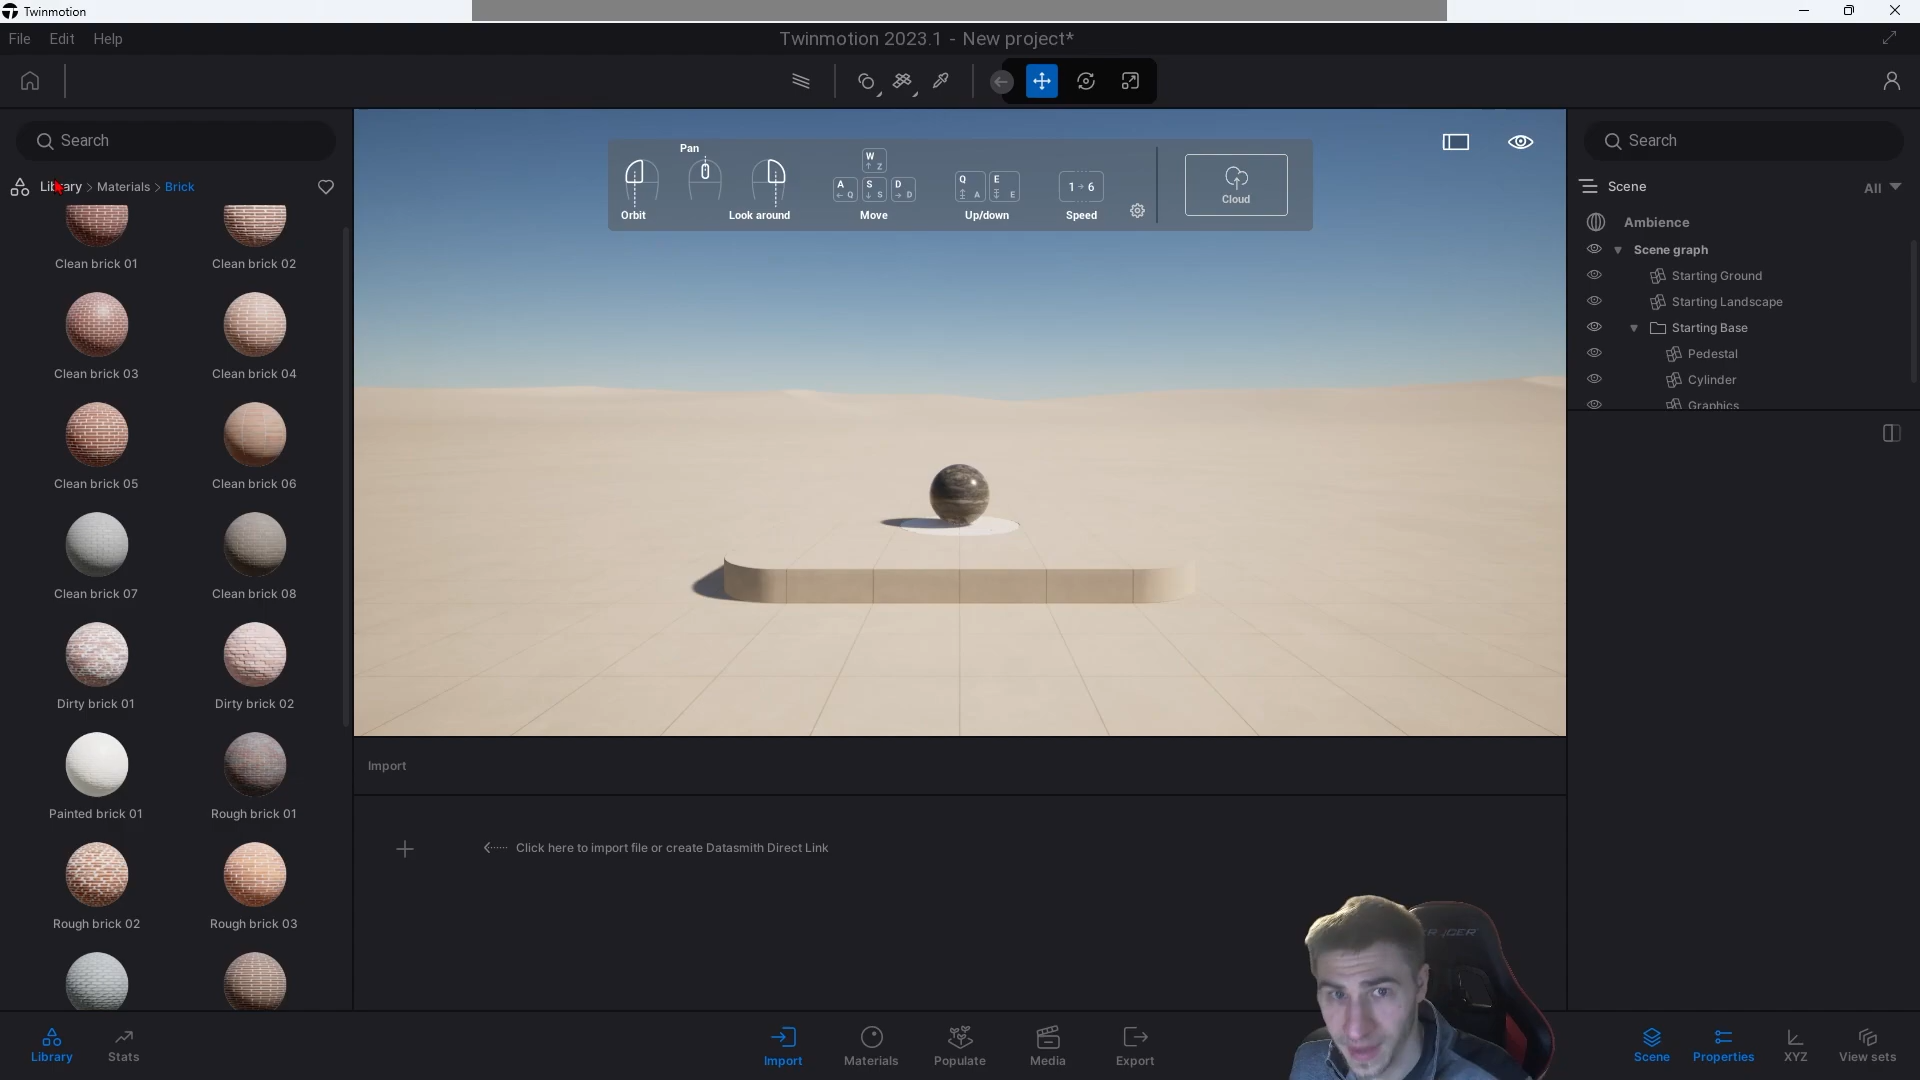 Twinmotion
File Edit Help
Twinmotion 2023.1 - New project*
Search
Library > Materials > Brick
Clean brick 01
Clean brick 02
Clean brick 03
Clean brick 04
Clean brick 05
Clean brick 06
Clean brick 07
Clean brick 08
Dirty brick 01
Dirty brick 02
Painted brick 01
Rough brick 01
Rough brick 02
Rough brick 03
Pan
Orbit
Look around
W
↑ Z
A
← Q
S
↓ S
D
→ D
Move
Q
A
E
E
Up/down
1 → 6
Speed
Cloud
Search
Scene
All
Ambience
Scene graph
Starting Ground
Starting Landscape
Starting Base
Pedestal
Cylinder
Graphics
Import
Click here to import file or create Datasmith Direct Link
Library
Stats
Import
Materials
Populate
Media
Export
Scene
Properties
XYZ
View sets